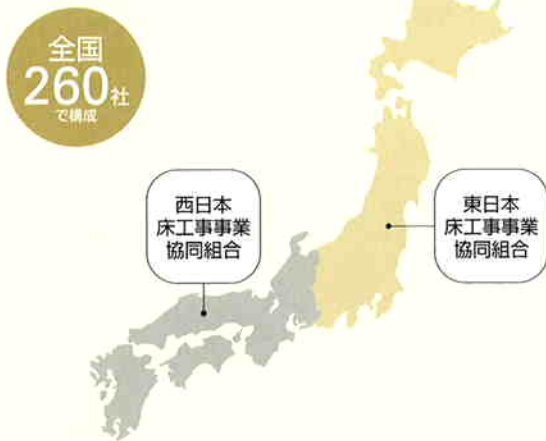 全国
260社
で構成
西日本
床工事事業
協同組合
東日本
床工事事業
協同組合